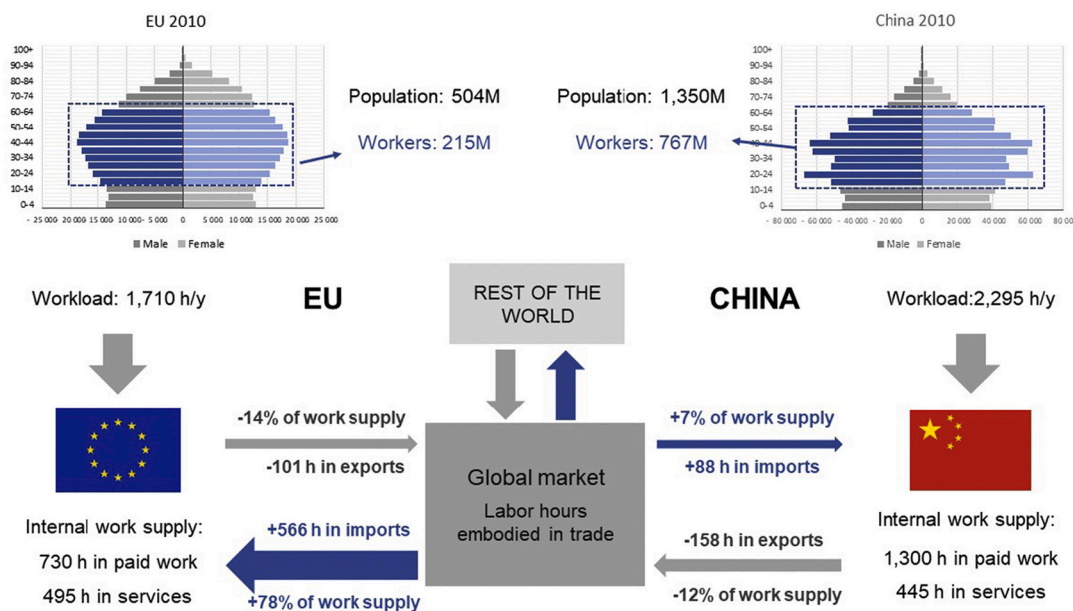 EU 2010
100+
90-94
80-84
70-74
60-64
50-54
40-44
30-34
20-24
10-14
0-4
- 25 000 - 20 000 - 15 000 - 10 000 - 5 000 0 5 000 10 000 15 000 20 000 25 000
Male Female
Population: 504M
Workers: 215M
China 2010
100+
90-94
80-84
70-74
60-64
50-54
40-44
30-34
20-24
10-14
0-4
- 80 000 - 60 000 - 40 000 - 20 000 0 20 000 40 000 60 000 80 000
Male Female
Population: 1,350M
Workers: 767M
Workload: 1,710 h/y
EU
REST OF THE
WORLD
CHINA
Workload:2,295 h/y
-14% of work supply
-101 h in exports
+7% of work supply
+88 h in imports
Global market
Labor hours
embodied in trade
Internal work supply:
730 h in paid work
495 h in services
+566 h in imports
+78% of work supply
-158 h in exports
-12% of work supply
Internal work supply:
1,300 h in paid work
445 h in services